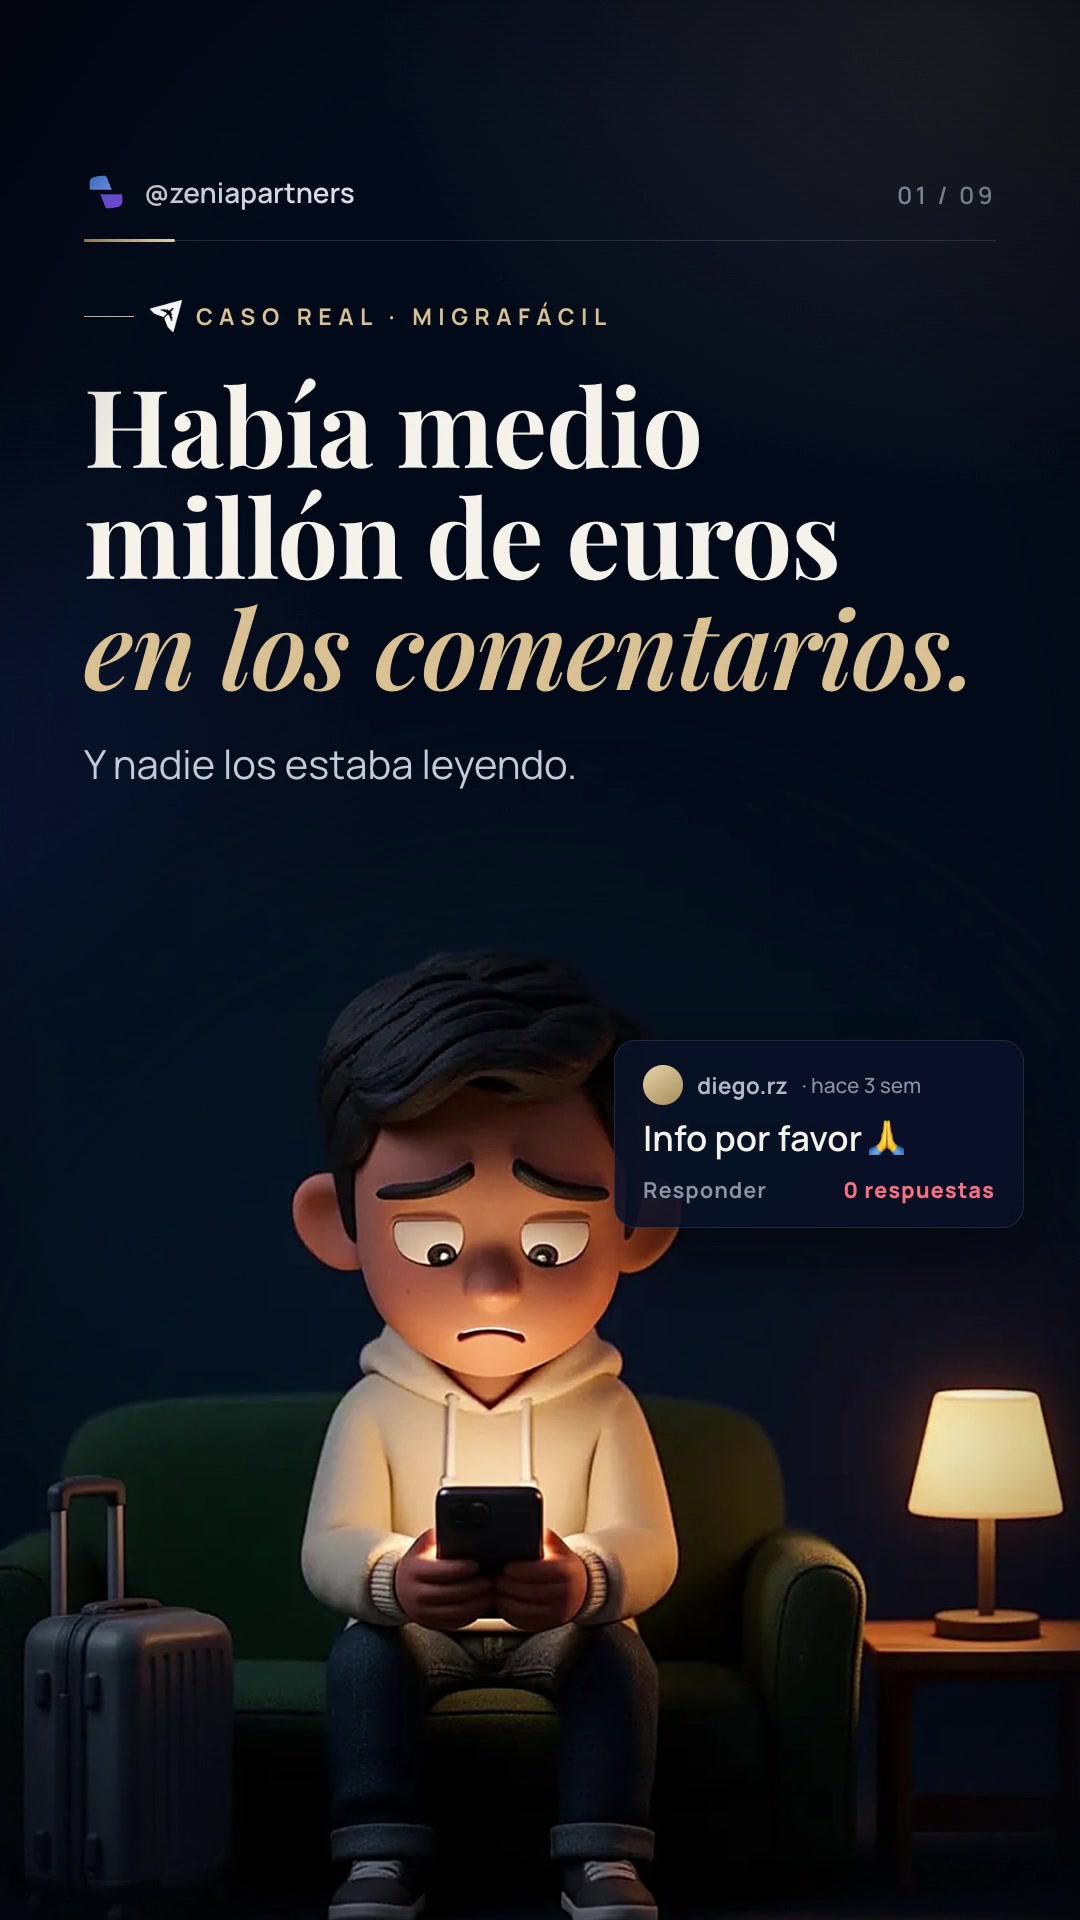 @zeniapartners
01 / 09
CASO REAL · MIGRAFÁCIL
Había medio
millón de euros
en los comentarios.
Y nadie los estaba leyendo.
diego.rz · hace 3 sem
Info por favor 🙏
Responder
0 respuestas